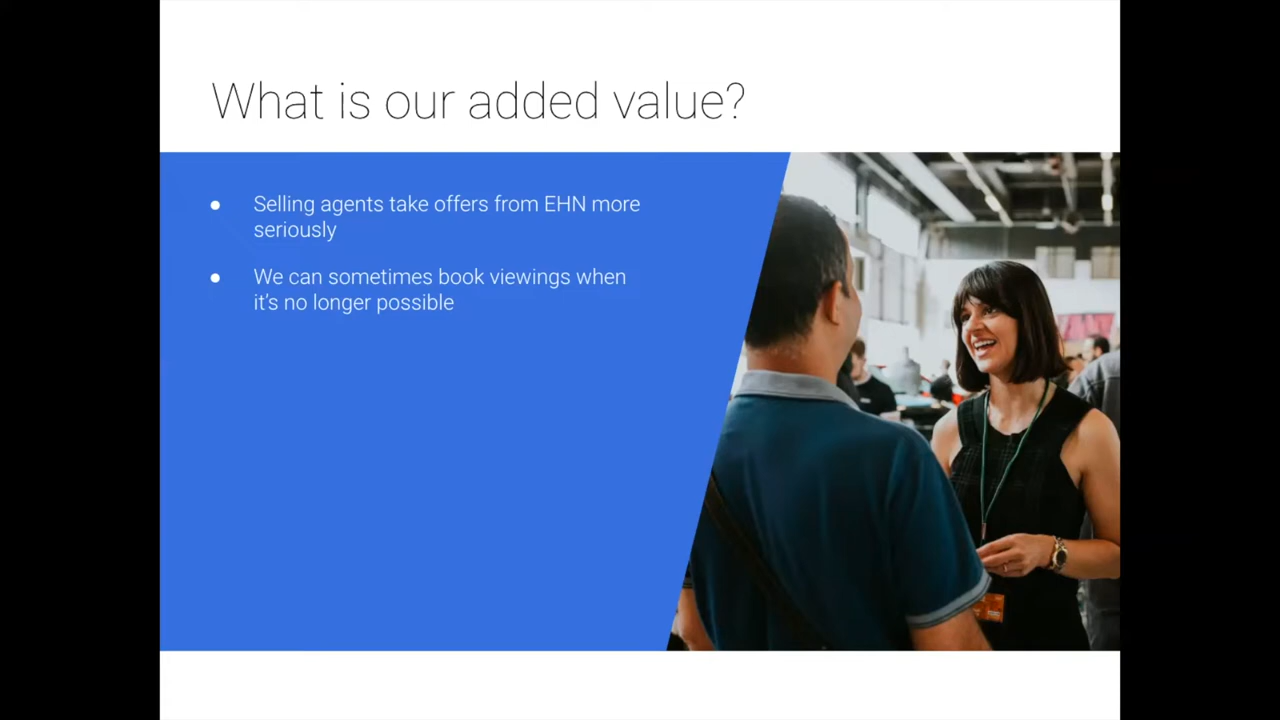 What is our added value?
● Selling agents take offers from EHN more
seriously
● We can sometimes book viewings when
it's no longer possible